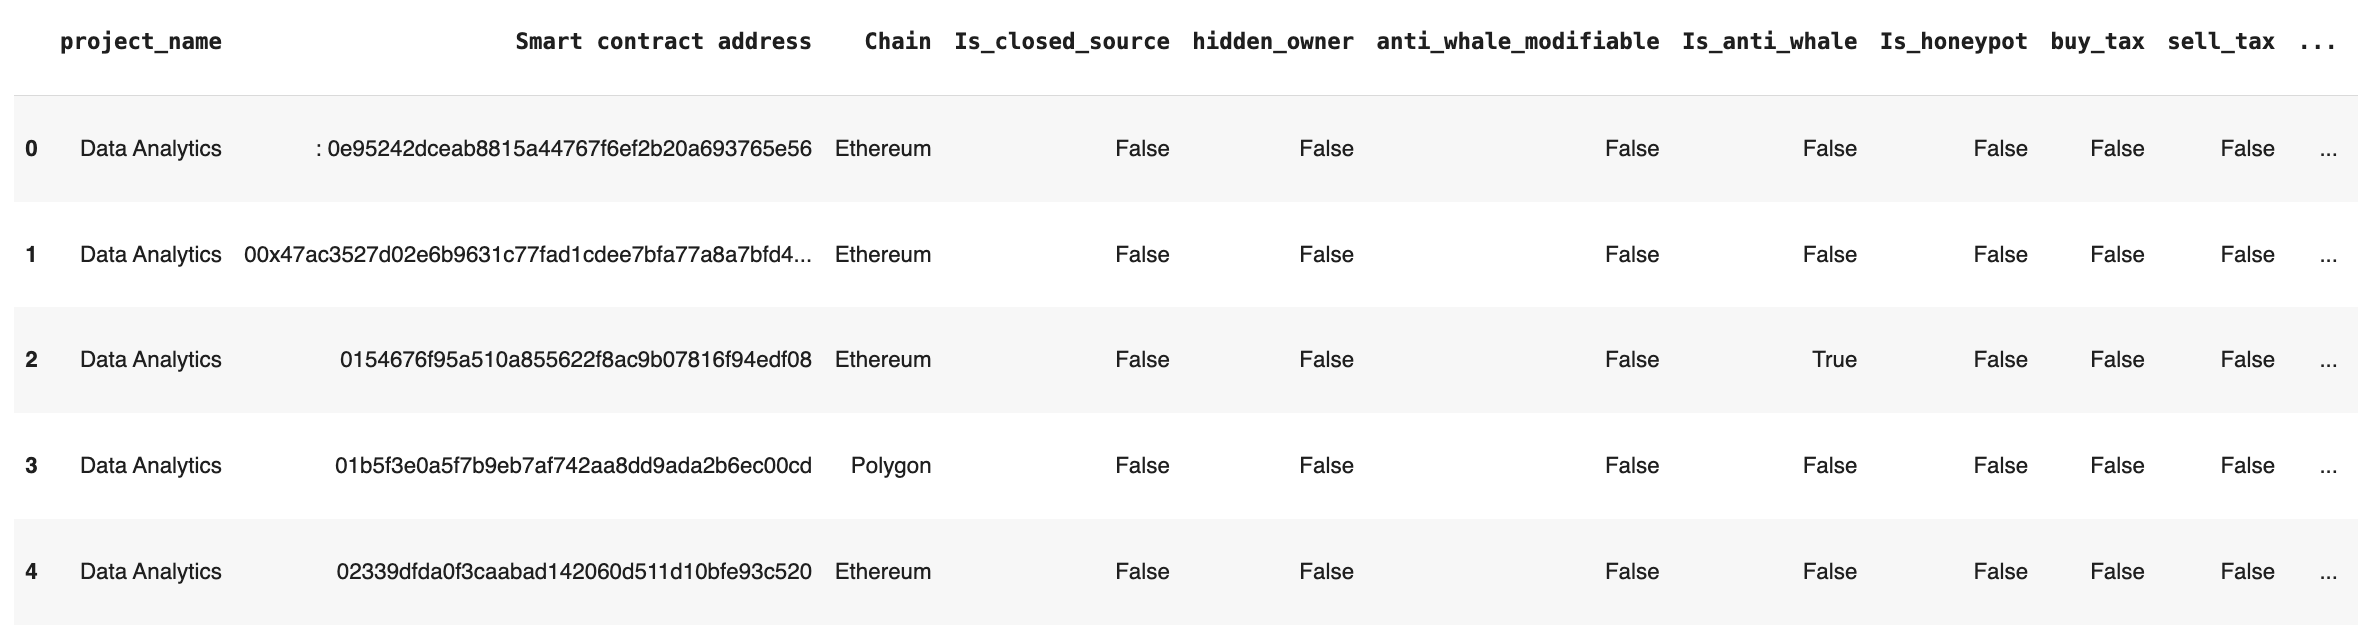 project_name Smart contract address Chain Is_closed_source hidden_owner anti_whale_modifiable Is_anti_whale Is_honeypot buy_tax sell_tax ...
0 Data Analytics : 0e95242dceab8815a44767f6ef2b20a693765e56 Ethereum False False False False False False False ...
1 Data Analytics 00x47ac3527d02e6b9631c77fad1cdee7bfa77a8a7bfd4... Ethereum False False False False False False False ...
2 Data Analytics 0154676f95a510a855622f8ac9b07816f94edf08 Ethereum False False False True False False False ...
3 Data Analytics 01b5f3e0a5f7b9eb7af742aa8dd9ada2b6ec00cd Polygon False False False False False False False ...
4 Data Analytics 02339dfda0f3caabad142060d511d10bfe93c520 Ethereum False False False False False False False ...